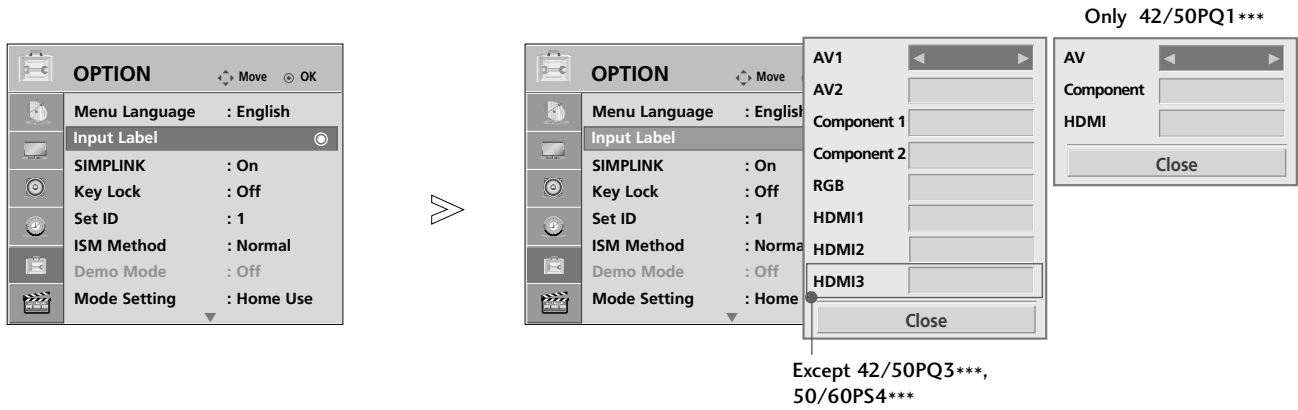 Only 42/50PQ1***
OPTION Move OK
Menu Language : English
Input Label
SIMPLINK : On
Key Lock : Off
Set ID : 1
ISM Method : Normal
Demo Mode : Off
Mode Setting : Home Use
OPTION Move
Menu Language : English
Input Label
SIMPLINK : On
Key Lock : Off
Set ID : 1
ISM Method : Norma
Demo Mode : Off
Mode Setting : Home
AV1
AV2
Component 1
Component 2
RGB
HDMI1
HDMI2
HDMI3
Close
AV
Component
HDMI
Close
Except 42/50PQ3***,
50/60PS4***